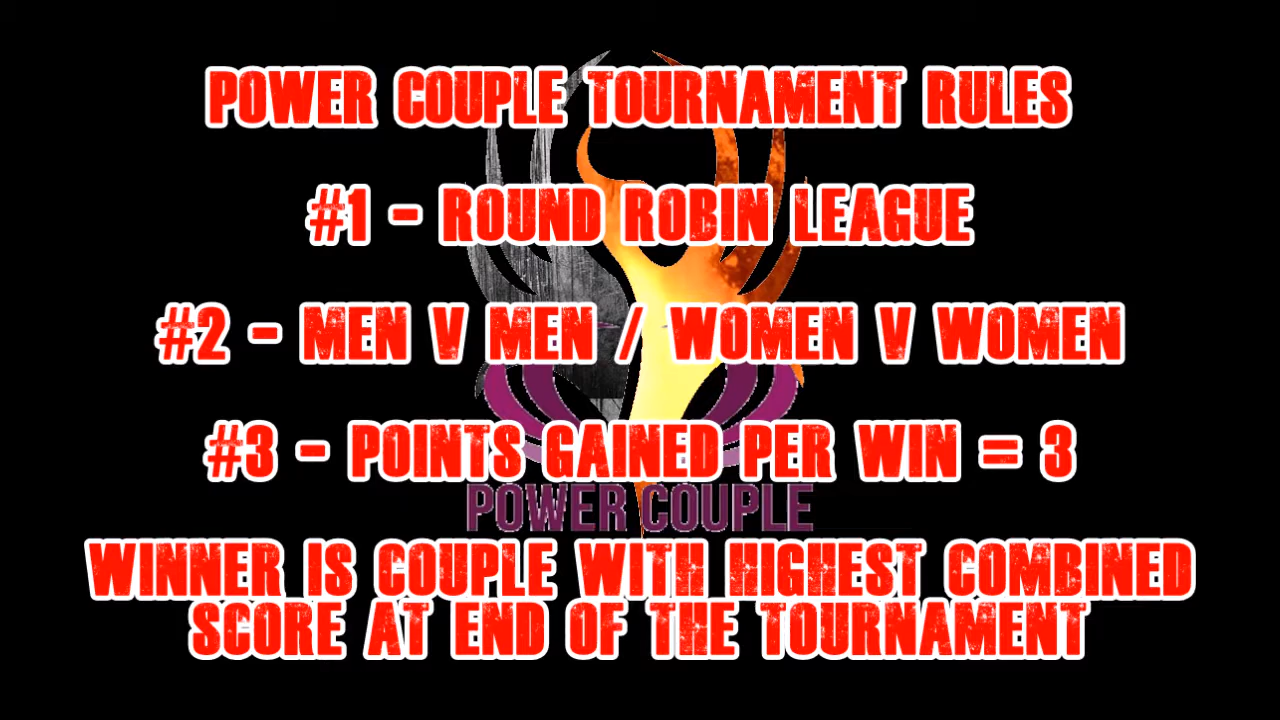 POWER COUPLE TOURNAMENT RULES
#1 - ROUND ROBIN LEAGUE
#2 - MEN V MEN / WOMEN V WOMEN
#3 - POINTS GAINED PER WIN = 3
POWER COUPLE
WINNER IS COUPLE WITH HIGHEST COMBINED
SCORE AT END OF THE TOURNAMENT